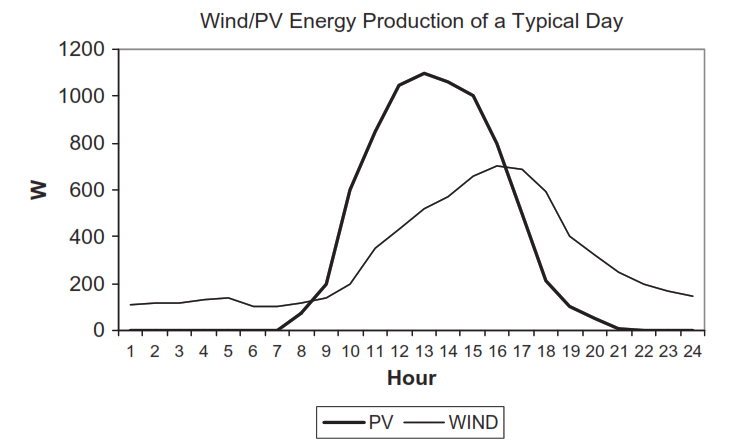 Wind/PV Energy Production of a Typical Day
1200
1000
800
600
400
200
0
W
1 2 3 4 5 6 7 8 9 10 11 12 13 14 15 16 17 18 19 20 21 22 23 24
Hour
PV WIND